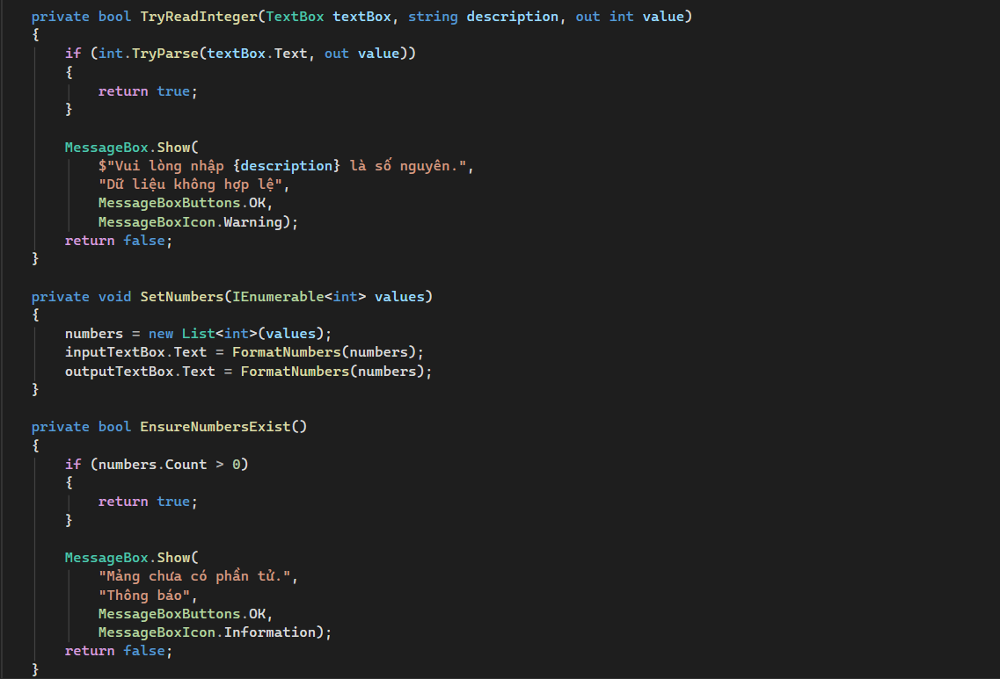 private bool TryReadInteger(TextBox textBox, string description, out int value)
{
if (int.TryParse(textBox.Text, out value))
{
return true;
}
MessageBox.Show(
$"Vui lòng nhập {description} là số nguyên.",
"Dữ liệu không hợp lệ",
MessageBoxButtons.OK,
MessageBoxIcon.Warning);
return false;
}
private void SetNumbers(IEnumerable<int> values)
{
numbers = new List<int>(values);
inputTextBox.Text = FormatNumbers(numbers);
outputTextBox.Text = FormatNumbers(numbers);
}
private bool EnsureNumbersExist()
{
if (numbers.Count > 0)
{
return true;
}
MessageBox.Show(
"Mảng chưa có phần tử.",
"Thông báo",
MessageBoxButtons.OK,
MessageBoxIcon.Information);
return false;
}